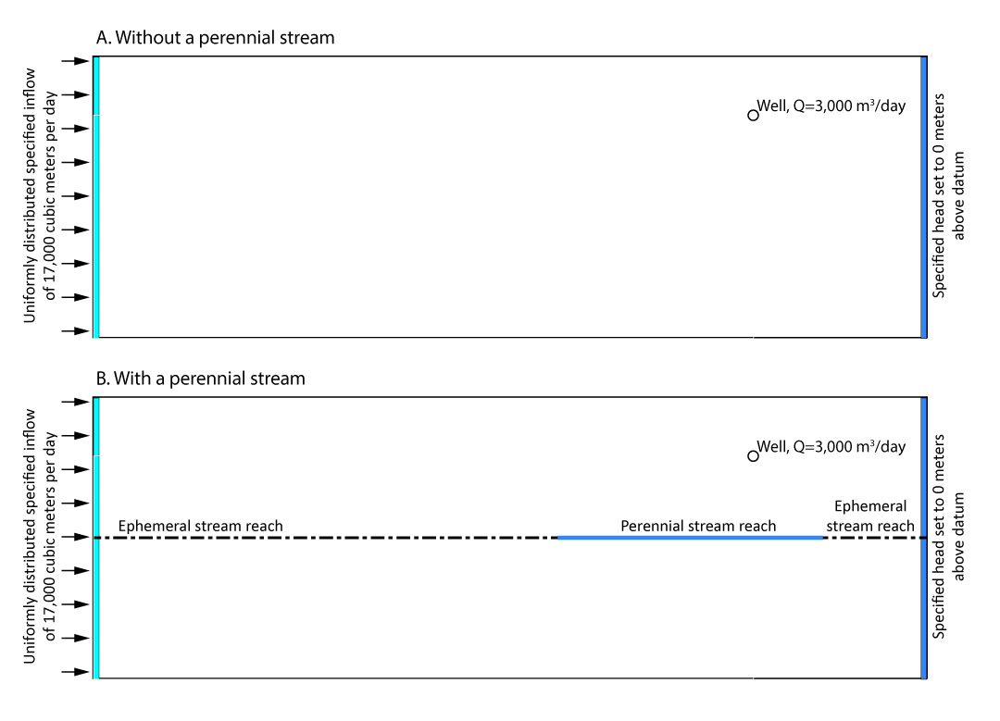 A. Without a perennial stream
Uniformly distributed specified inflow
of 17,000 cubic meters per day
Well, Q=3,000 m³/day
Specified head set to 0 meters
above datum
B. With a perennial stream
Uniformly distributed specified inflow
of 17,000 cubic meters per day
Well, Q=3,000 m³/day
Ephemeral stream reach
Perennial stream reach
Ephemeral
stream reach
Specified head set to 0 meters
above datum